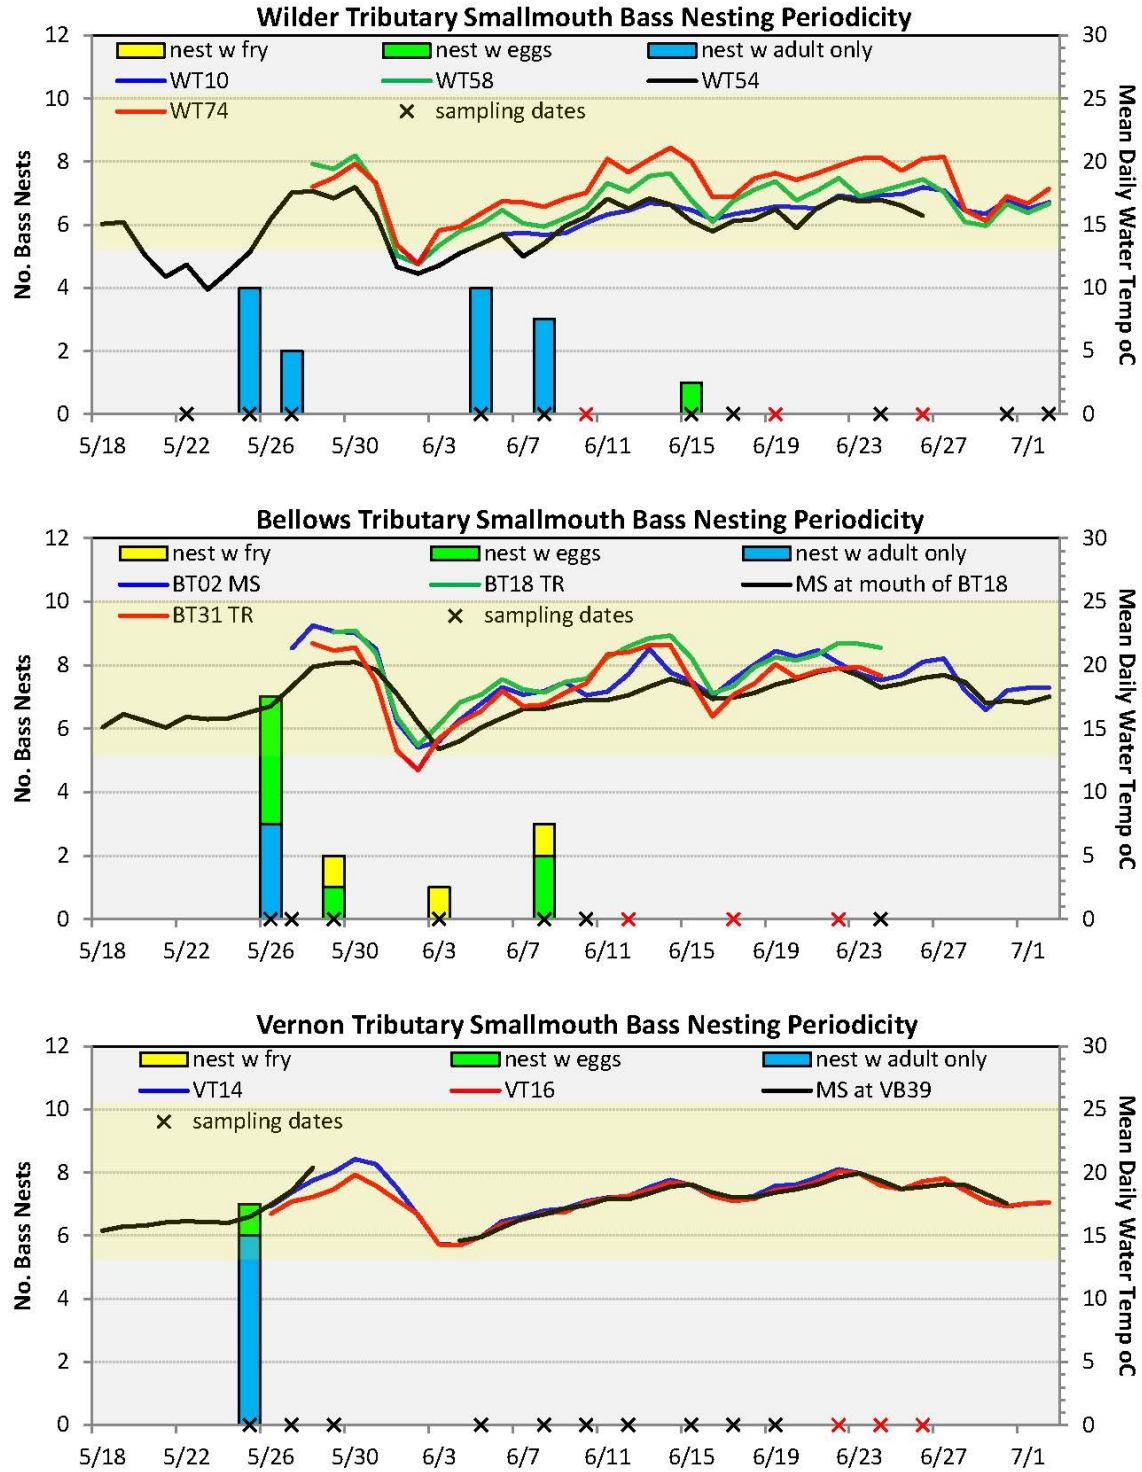 Wilder Tributary Smallmouth Bass Nesting Periodicity
12 30
nest w fry nest w eggs nest w adult only
WT10 WT58 WT54
10 25
WT74 sampling dates
8 20
6 15
4 10
2 5
0 0
No. Bass Nests
Mean Daily Water Temp oC
5/18 5/22 5/26 5/30 6/3 6/7 6/11 6/15 6/19 6/23 6/27 7/1
Bellows Tributary Smallmouth Bass Nesting Periodicity
12 30
nest w fry nest w eggs nest w adult only
BT02 MS BT18 TR MS at mouth of BT18
10 25
BT31 TR sampling dates
8 20
6 15
4 10
2 5
0 0
No. Bass Nests
Mean Daily Water Temp oC
5/18 5/22 5/26 5/30 6/3 6/7 6/11 6/15 6/19 6/23 6/27 7/1
Vernon Tributary Smallmouth Bass Nesting Periodicity
12 30
nest w fry nest w eggs nest w adult only
VT14 VT16 MS at VB39
10 25
sampling dates
8 20
6 15
4 10
2 5
0 0
No. Bass Nests
Mean Daily Water Temp oC
5/18 5/22 5/26 5/30 6/3 6/7 6/11 6/15 6/19 6/23 6/27 7/1